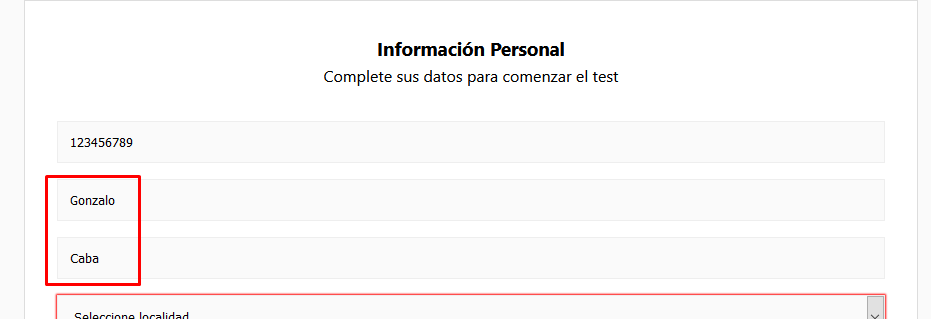 Información Personal
Complete sus datos para comenzar el test
123456789
Gonzalo
Caba
Seleccione localidad